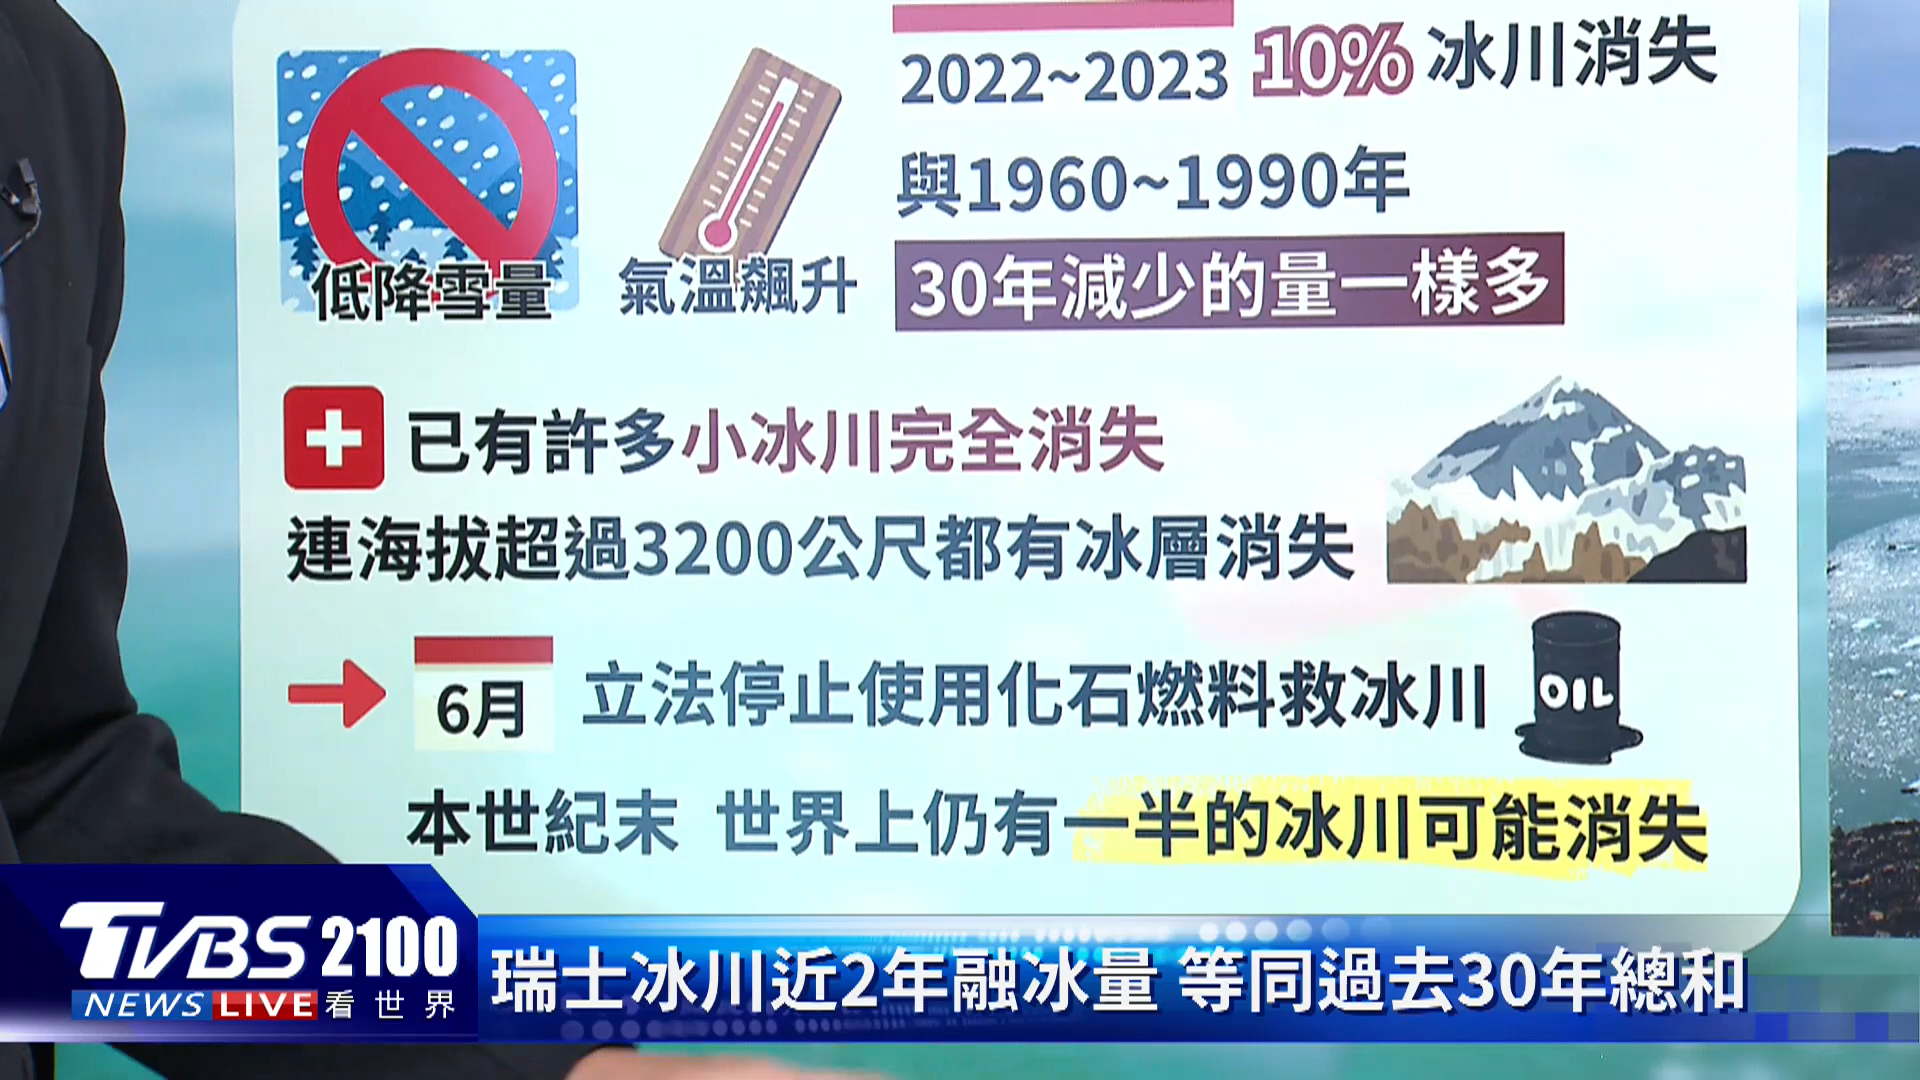 2022~2023 10% 冰川消失
與1960~1990年
30年減少的量一樣多
低降雪量
氣溫飆升
已有許多小冰川完全消失
連海拔超過3200公尺都有冰層消失
6月 立法停止使用化石燃料救冰川
OIL
本世紀末 世界上仍有一半的冰川可能消失
TVBS 2100
NEWS LIVE 看世界
瑞士冰川近2年融冰量 等同過去30年總和